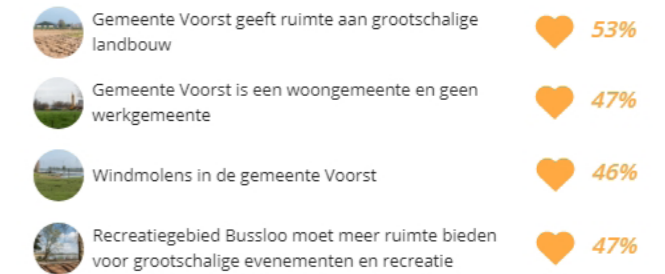 Gemeente Voorst geeft ruimte aan grootschalige
landbouw
53%
Gemeente Voorst is een woongemeente en geen
werkgemeente
47%
Windmolens in de gemeente Voorst
46%
Recreatiegebied Bussloo moet meer ruimte bieden
voor grootschalige evenementen en recreatie
47%